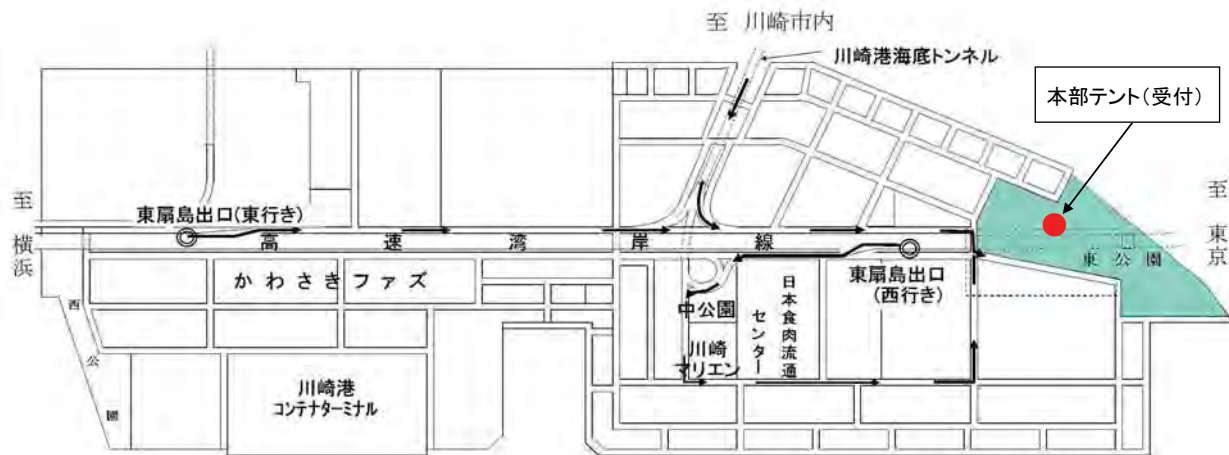 至 川崎市内
川崎港海底トンネル
本部テント(受付)
至 横浜
至 東京
東扇島出口(東行き)
高速湾岸線
東公園
東扇島出口
(西行き)
かわさきファズ
西公園
中公園
日本食肉流通
センター
川崎
マリエン
川崎港
コンテナターミナル